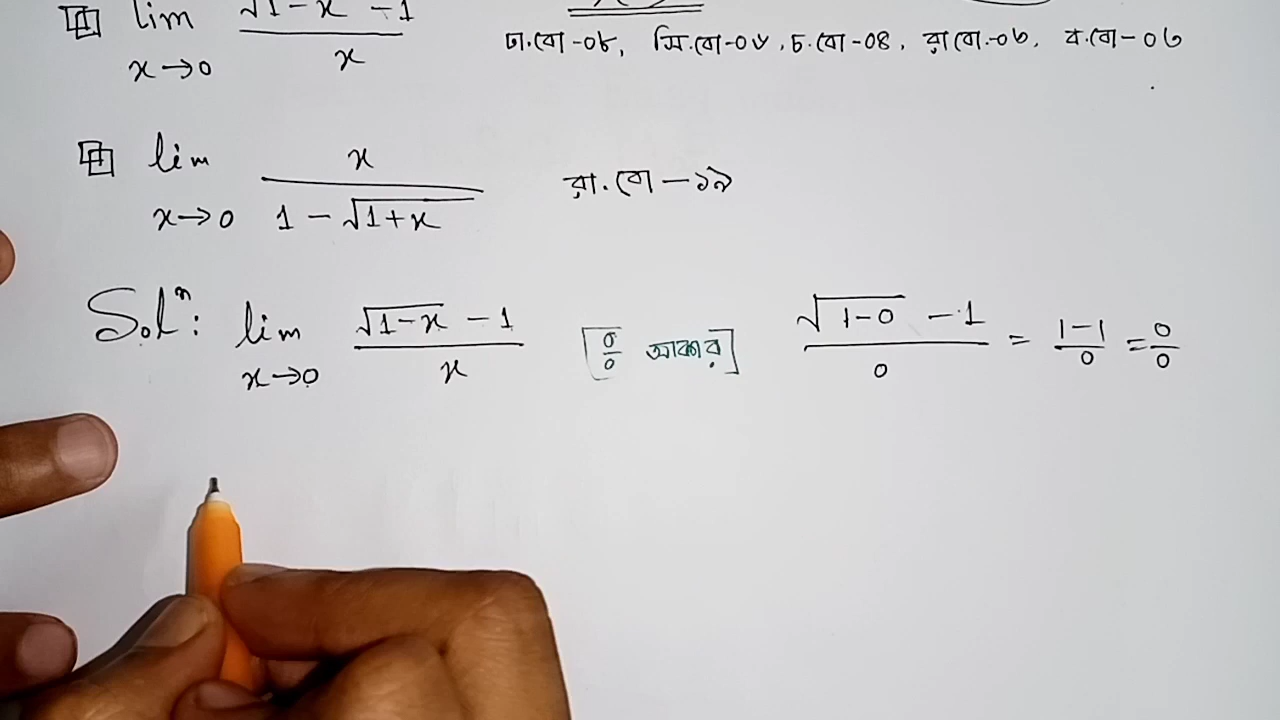 lim x→0 (√1-x - 1)/x ঢা.বো-০৮, সি.বো-০৮, চ.বো-০৪, রা.বো-০৬, ব.বো-০৬
lim x→0 x/(1 - √1+x) রা.বো-১৯
Solⁿ: lim x→0 (√1-x - 1)/x [0/0 আকার] (√1-0 - 1)/0 = (1-1)/0 = 0/0